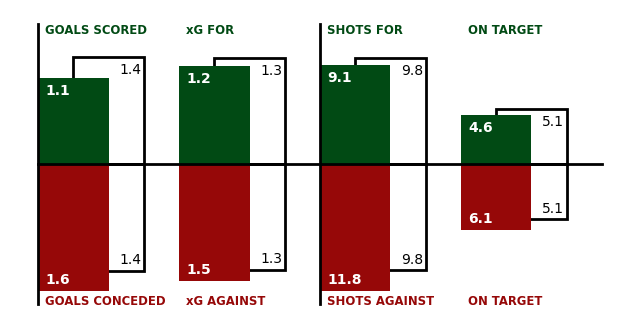 GOALS SCORED xG FOR SHOTS FOR ON TARGET
1.1 1.4 1.2 1.3 9.1 9.8 4.6 5.1
1.6 1.4 1.5 1.3 11.8 9.8 6.1 5.1
GOALS CONCEDED xG AGAINST SHOTS AGAINST ON TARGET